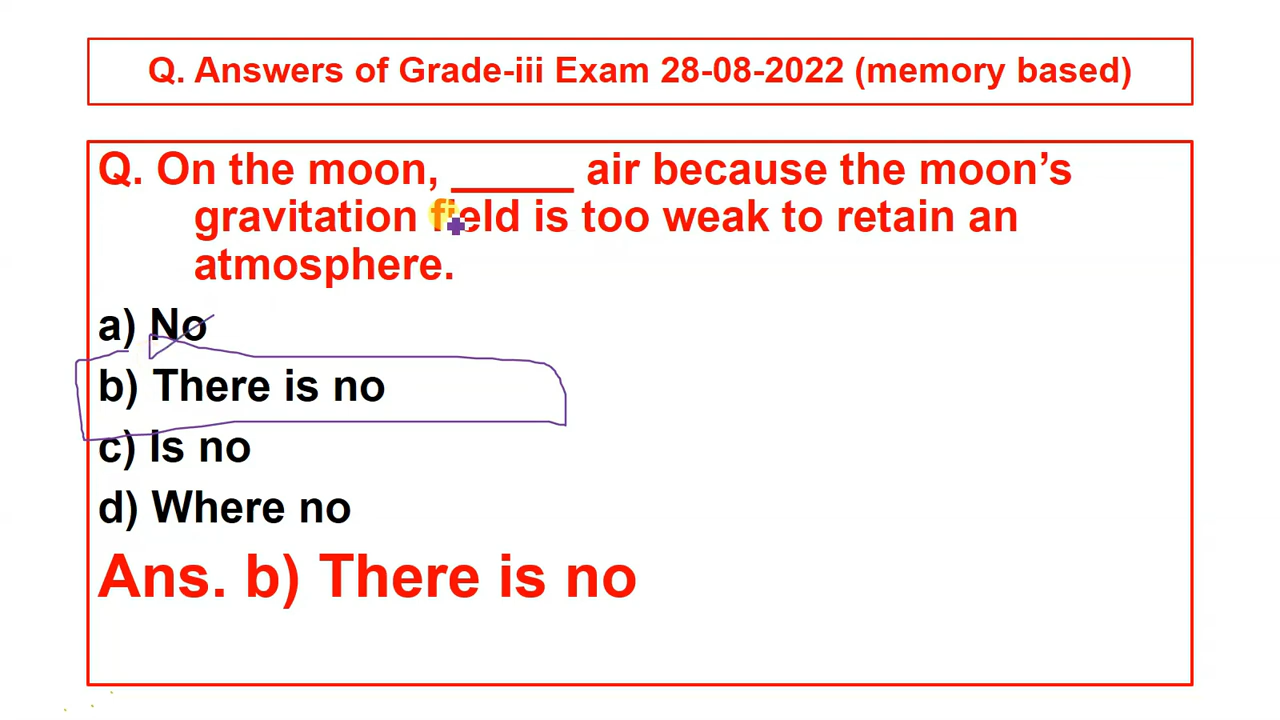 Q. Answers of Grade-iii Exam 28-08-2022 (memory based)
Q. On the moon, _____ air because the moon’s
gravitation field is too weak to retain an
atmosphere.
a) No
b) There is no
c) Is no
d) Where no
Ans. b) There is no